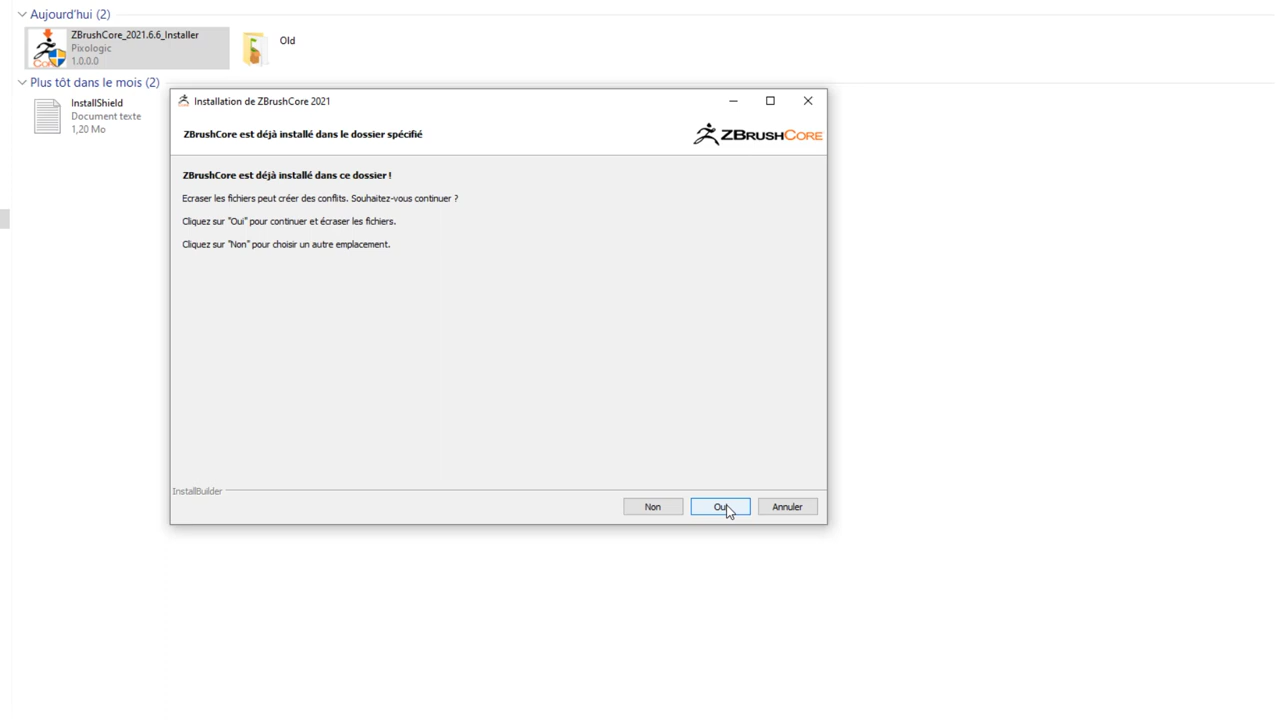 Aujourd'hui (2)
ZBrushCore_2021.6.6_Installer
Pixologic
1.0.0.0
Old
Plus tôt dans le mois (2)
InstallShield
Document texte
1,20 Mo
Installation de ZBrushCore 2021
ZBrushCore est déjà installé dans le dossier spécifié
ZBRUSHCORE
ZBrushCore est déjà installé dans ce dossier !
Ecraser les fichiers peut créer des conflits. Souhaitez-vous continuer ?
Cliquez sur "Oui" pour continuer et écraser les fichiers.
Cliquez sur "Non" pour choisir un autre emplacement.
InstallBuilder
Non
Oui
Annuler